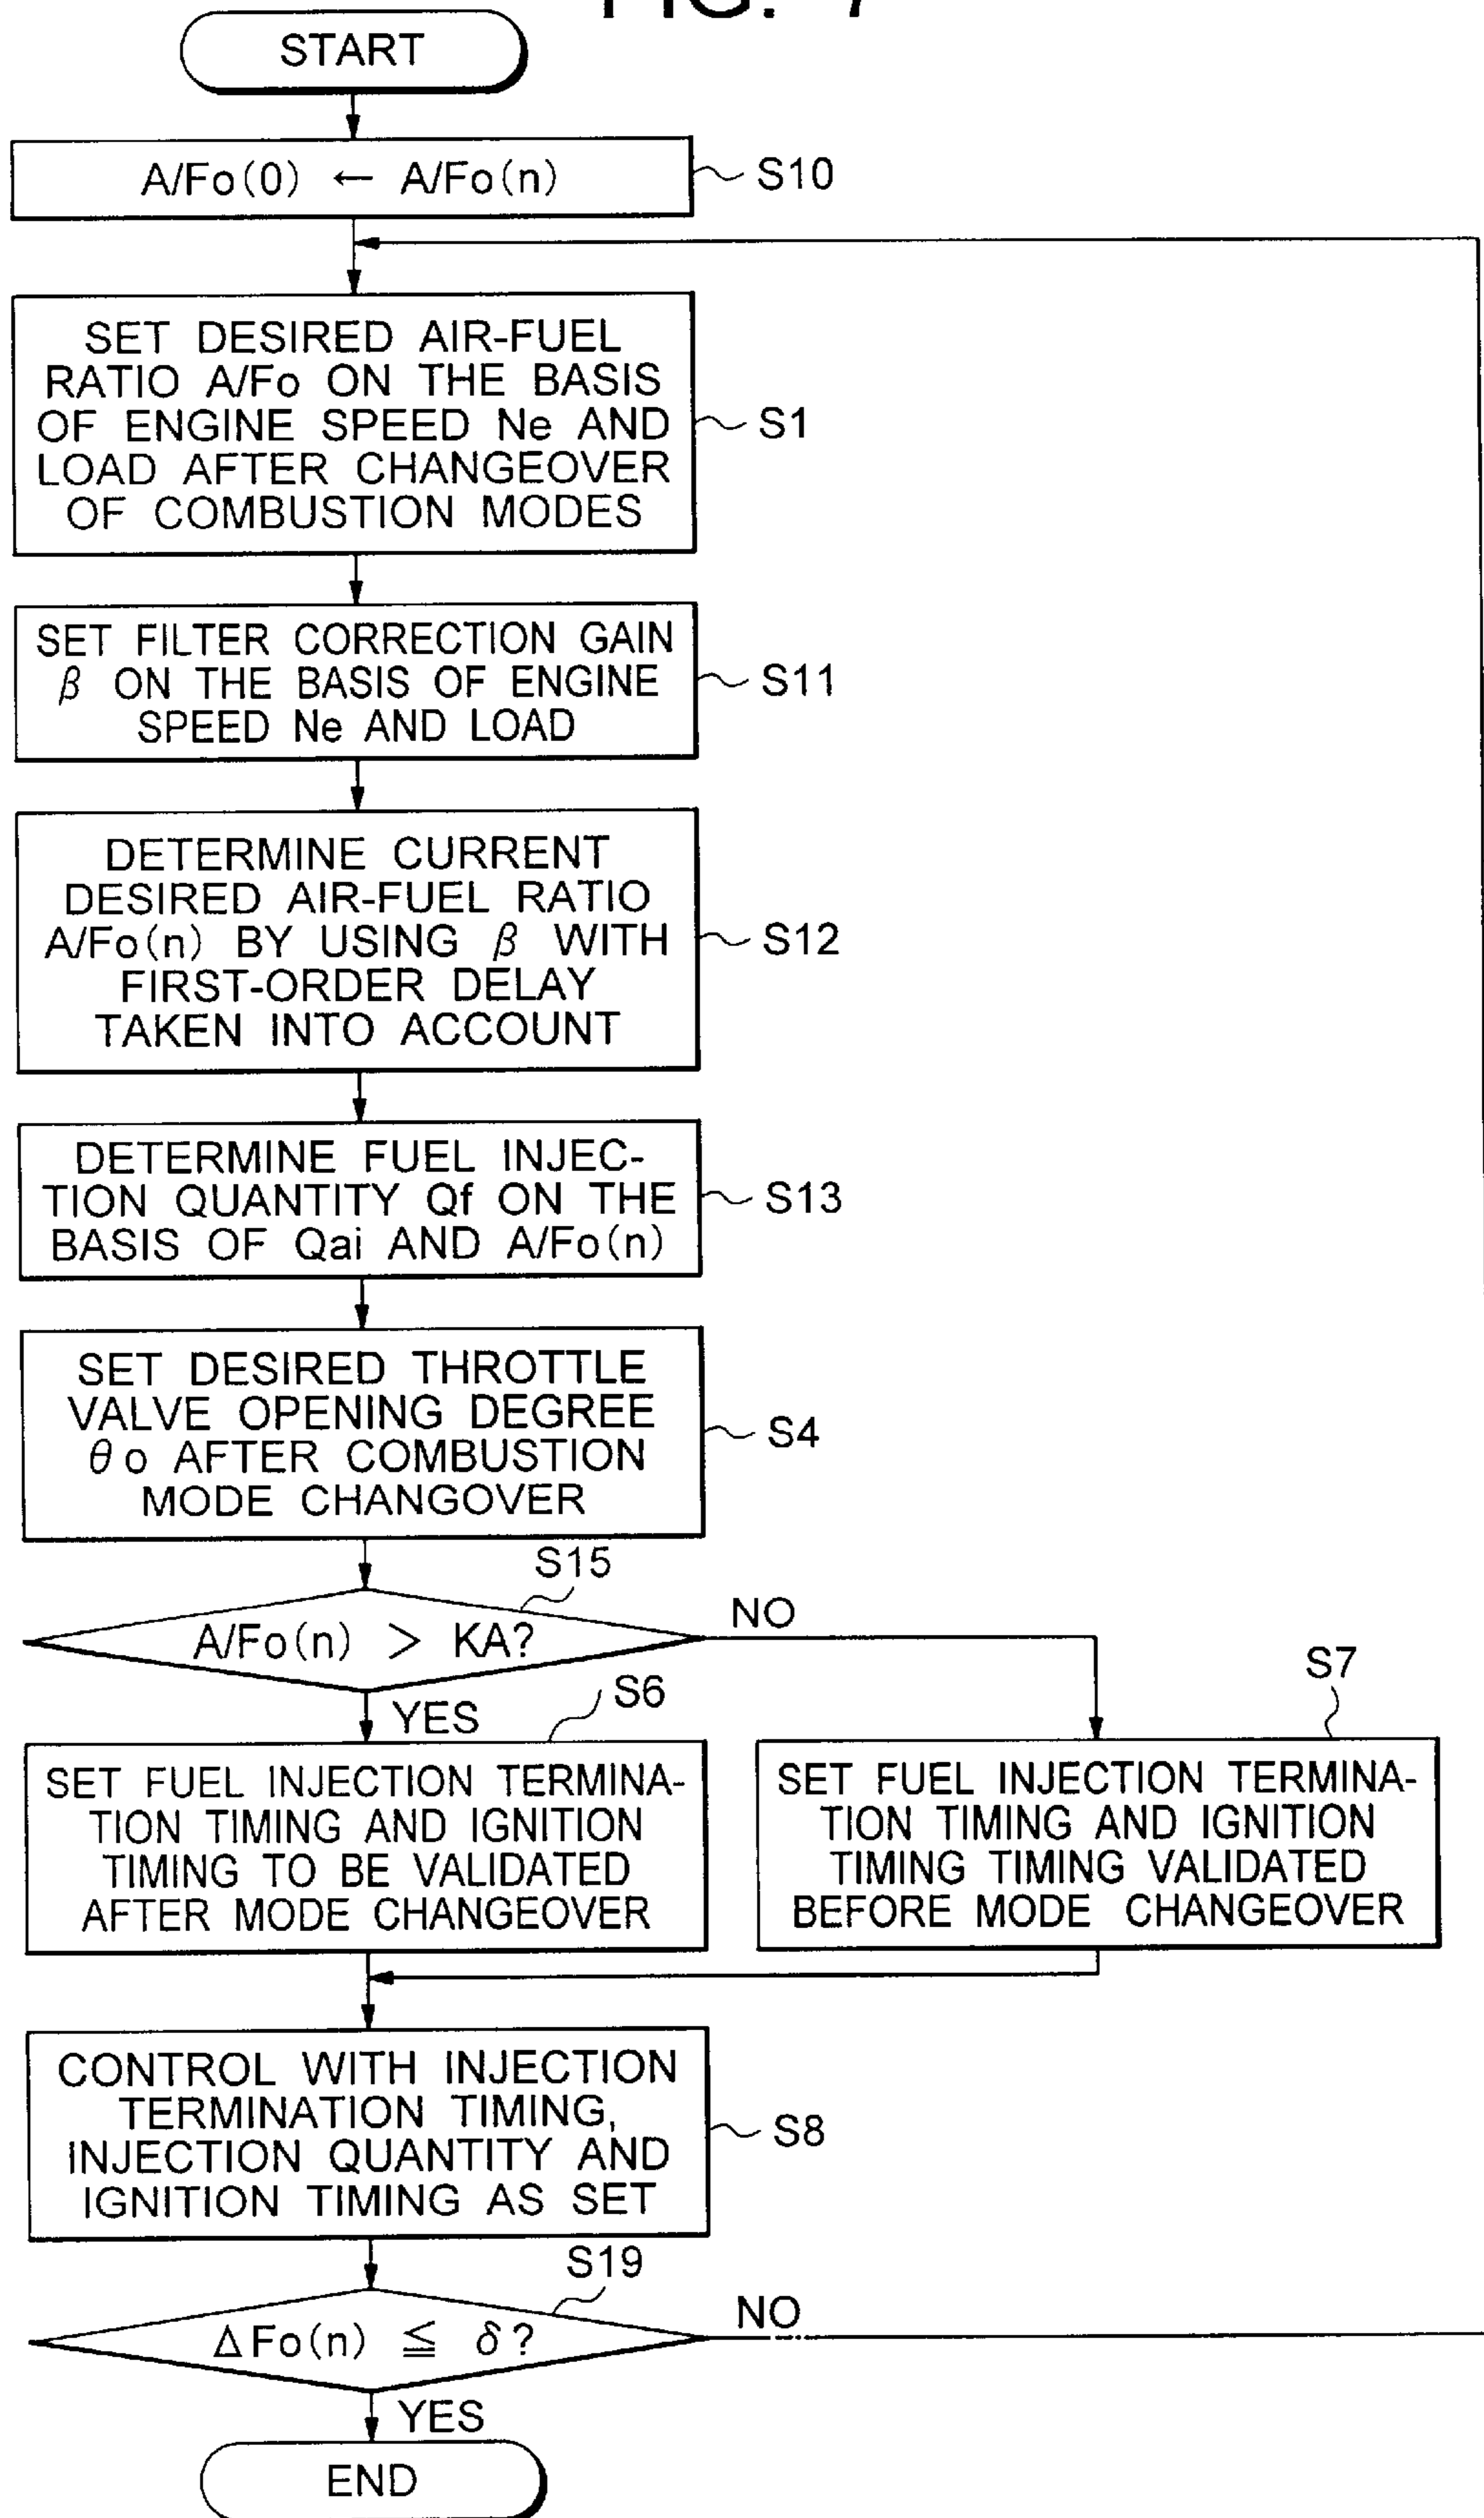 FIG. 7
START
A/Fo(0) ← A/Fo(n)
S10
SET DESIRED AIR-FUEL
RATIO A/Fo ON THE BASIS
OF ENGINE SPEED Ne AND
LOAD AFTER CHANGEOVER
OF COMBUSTION MODES
S1
SET FILTER CORRECTION GAIN
β ON THE BASIS OF ENGINE
SPEED Ne AND LOAD
S11
DETERMINE CURRENT
DESIRED AIR-FUEL RATIO
A/Fo(n) BY USING β WITH
FIRST-ORDER DELAY
TAKEN INTO ACCOUNT
S12
DETERMINE FUEL INJEC-
TION QUANTITY Qf ON THE
BASIS OF Qai AND A/Fo(n)
S13
SET DESIRED THROTTLE
VALVE OPENING DEGREE
θo AFTER COMBUSTION
MODE CHANGOVER
S4
S15
A/Fo(n) > KA?
NO
YES
S6
SET FUEL INJECTION TERMINA-
TION TIMING AND IGNITION
TIMING TO BE VALIDATED
AFTER MODE CHANGEOVER
S7
SET FUEL INJECTION TERMINA-
TION TIMING AND IGNITION
TIMING TIMING VALIDATED
BEFORE MODE CHANGEOVER
CONTROL WITH INJECTION
TERMINATION TIMING,
INJECTION QUANTITY AND
IGNITION TIMING AS SET
S8
S19
ΔFo(n) ≦ δ?
NO
YES
END